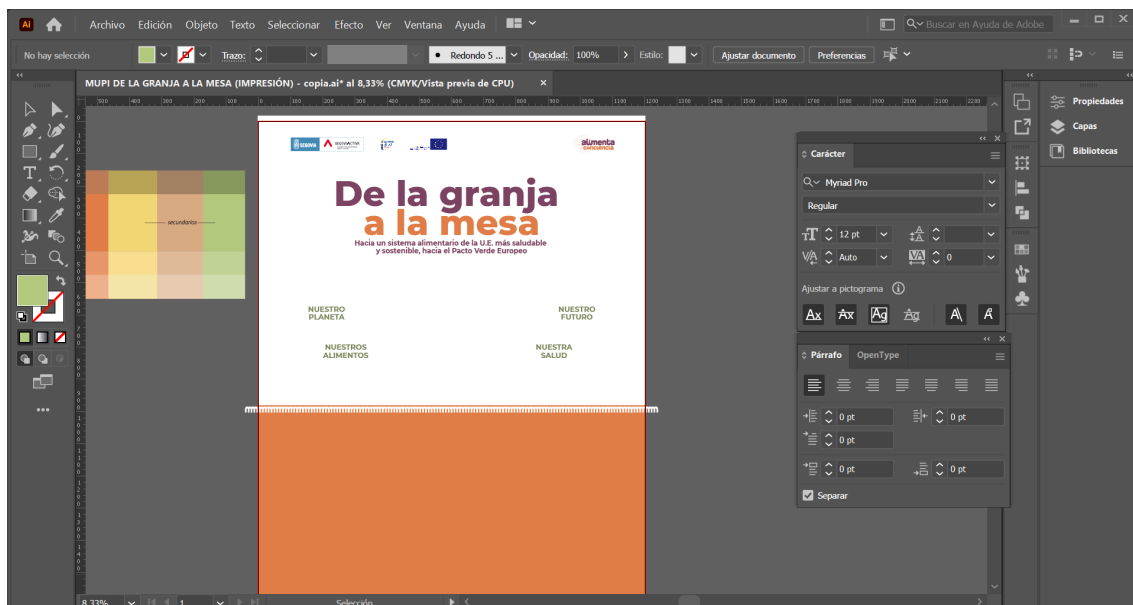 Ai
Archivo Edición Objeto Texto Seleccionar Efecto Ver Ventana Ayuda
Buscar en Ayuda de Adobe
No hay selección
Trazo:
Redondo 5 ...
Opacidad: 100%
Estilo:
Ajustar documento
Preferencias
MUPI DE LA GRANJA A LA MESA (IMPRESIÓN) - copia.ai* al 8,33% (CMYK/Vista previa de CPU)
Propiedades
Capas
Bibliotecas
SEGOVIA
alimenta
conciencia
De la granja
a la mesa
Hacia un sistema alimentario de la U.E. más saludable
y sostenible, hacia el Pacto Verde Europeo
secundarios
NUESTRO
PLANETA
NUESTRO
FUTURO
NUESTROS
ALIMENTOS
NUESTRA
SALUD
Carácter
Myriad Pro
Regular
12 pt
Auto
0
Ajustar a pictograma
Párrafo OpenType
0 pt
0 pt
0 pt
0 pt
0 pt
Separar
8,33%
1
Selección